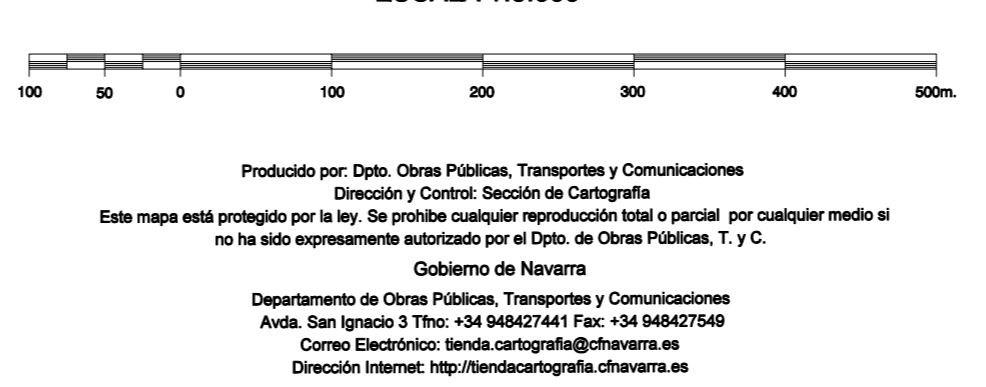 100 50 0 100 200 300 400 500m.
Producido por: Dpto. Obras Públicas, Transportes y Comunicaciones
Dirección y Control: Sección de Cartografía
Este mapa está protegido por la ley. Se prohibe cualquier reproducción total o parcial por cualquier medio si
no ha sido expresamente autorizado por el Dpto. de Obras Públicas, T. y C.
Gobierno de Navarra
Departamento de Obras Públicas, Transportes y Comunicaciones
Avda. San Ignacio 3 Tfno: +34 948427441 Fax: +34 948427549
Correo Electrónico: tienda.cartografia@cfnavarra.es
Dirección Internet: http://tiendacartografia.cfnavarra.es